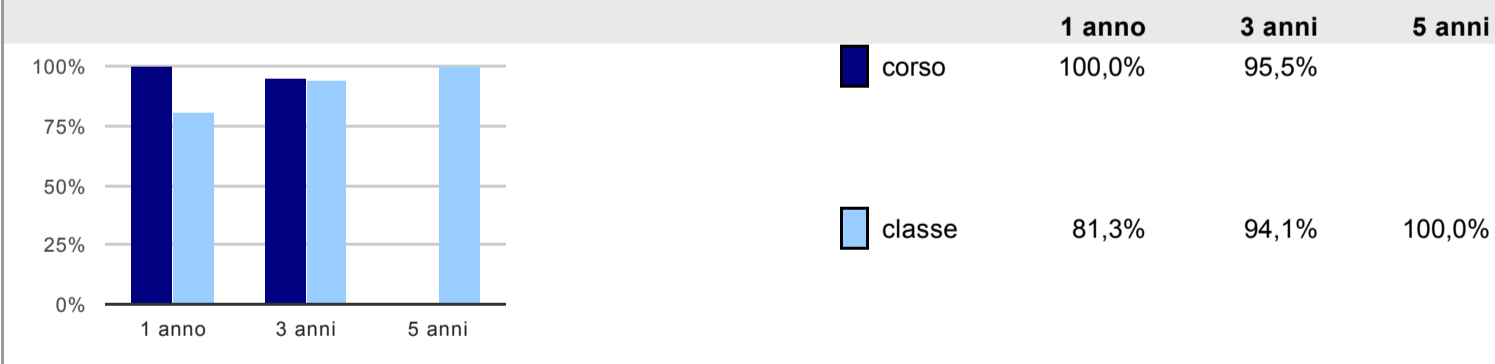 1 anno 3 anni 5 anni
100%
75%
50%
25%
0%
1 anno 3 anni 5 anni
corso 100,0% 95,5%
classe 81,3% 94,1% 100,0%